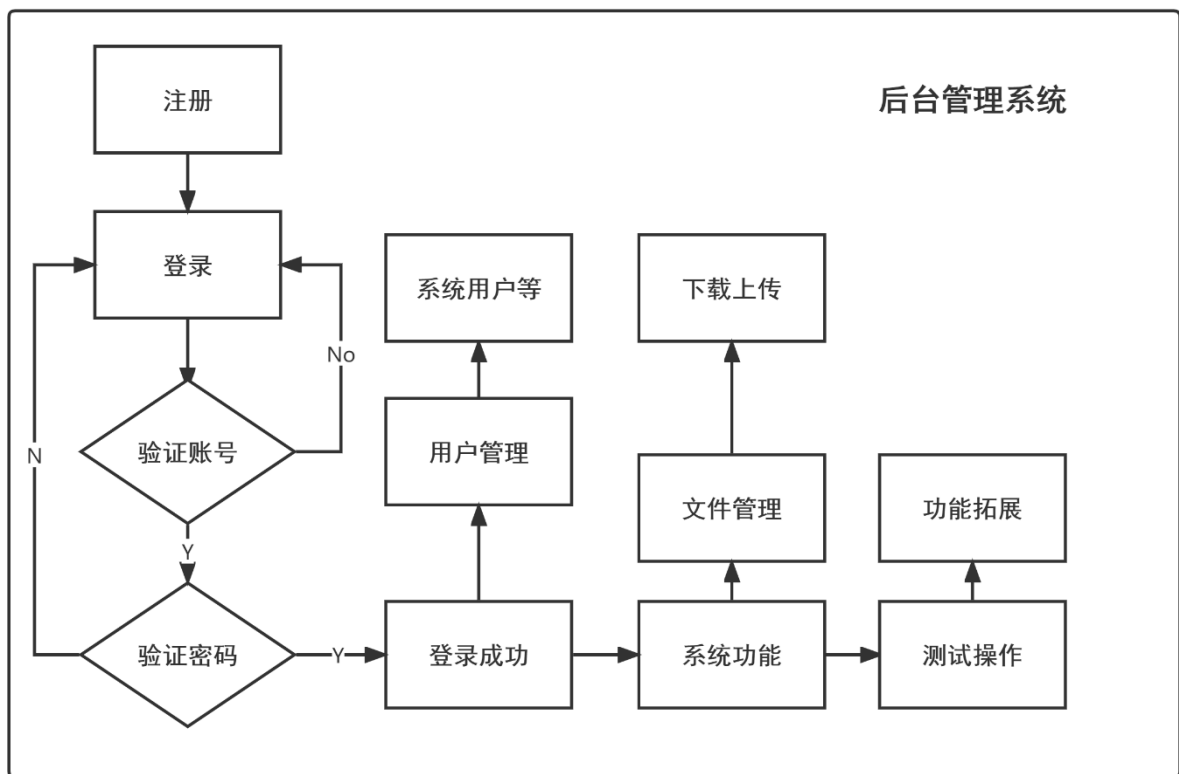 注册
后台管理系统
登录
系统用户等
下载上传
No
验证账号
N
用户管理
文件管理
功能拓展
Y
验证密码
Y
登录成功
系统功能
测试操作